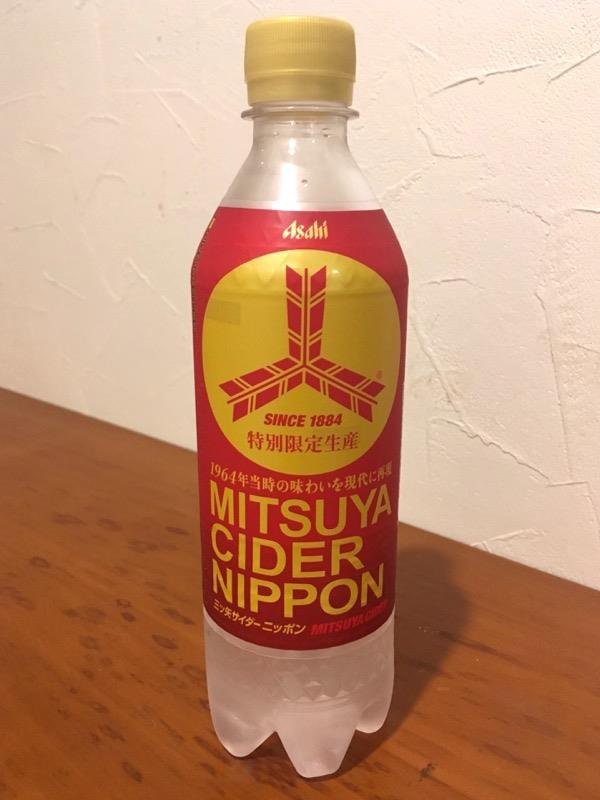 Asahi
®
SINCE 1884
特別限定生産
1964年当時の味わいを現代に再現
MITSUYA
CIDER
NIPPON
三ツ矢サイダーニッポン MITSUYA CIDER